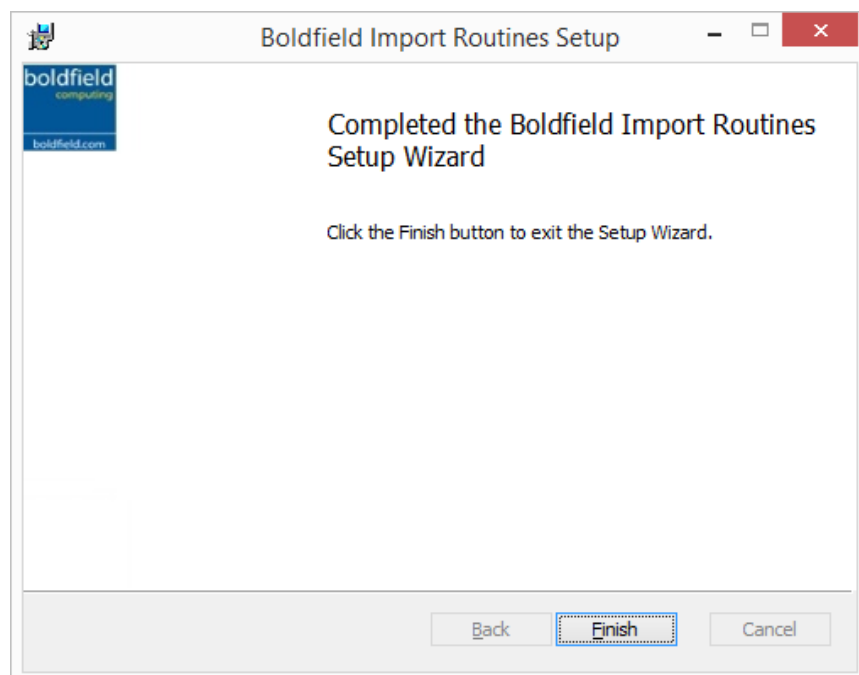 Boldfield Import Routines Setup
boldfield
computing
boldfield.com
Completed the Boldfield Import Routines
Setup Wizard
Click the Finish button to exit the Setup Wizard.
Back Finish Cancel